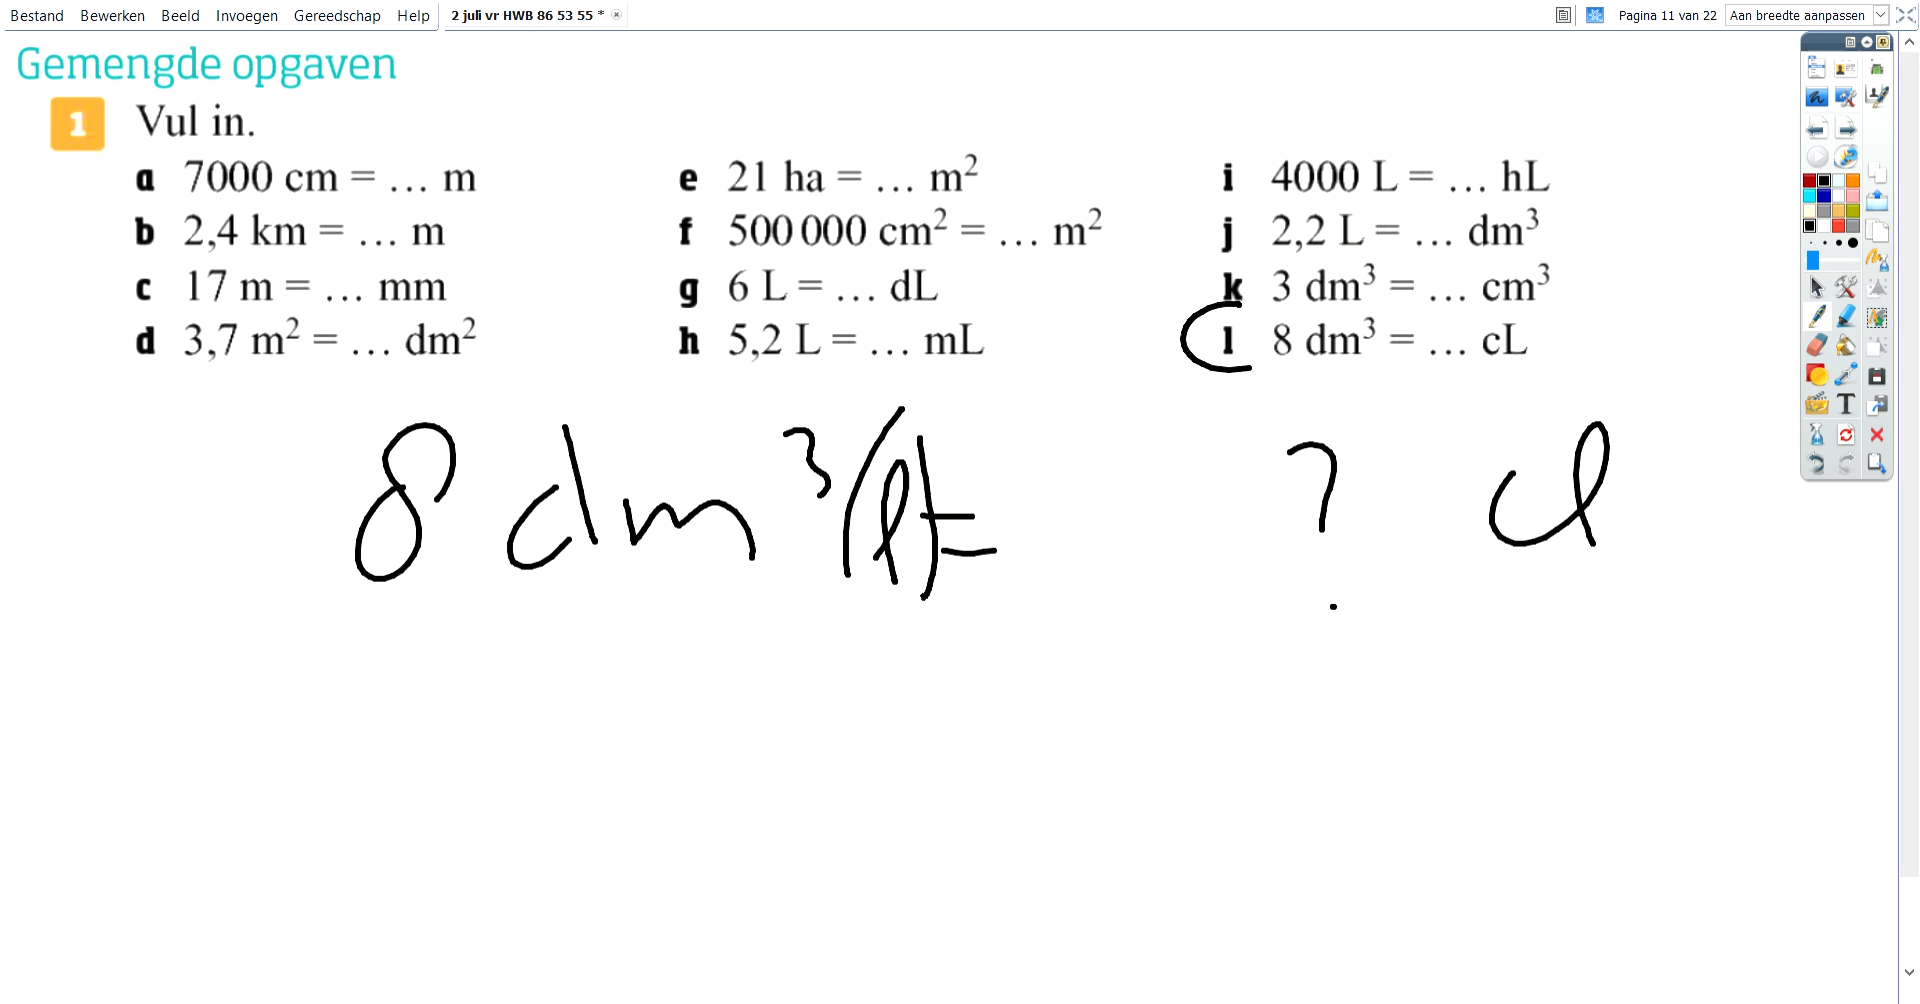 Bestand Bewerken Beeld Invoegen Gereedschap Help 2 juli vr HWB 86 53 55 * Pagina 11 van 22 Aan breedte aanpassen
Gemengde opgaven
1 Vul in.
a 7000 cm = ... m
b 2,4 km = ... m
c 17 m = ... mm
d 3,7 m² = ... dm²
e 21 ha = ... m²
f 500 000 cm² = ... m²
g 6 L = ... dL
h 5,2 L = ... mL
i 4000 L = ... hL
j 2,2 L = ... dm³
k 3 dm³ = ... cm³
l 8 dm³ = ... cL
8 dm³ (l) = ? cl